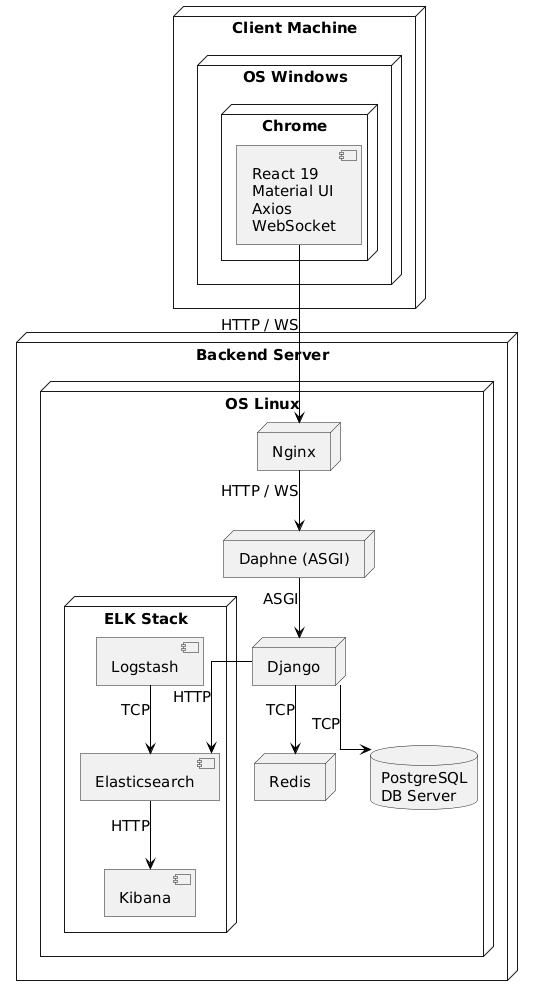 Client Machine
OS Windows
Chrome
React 19
Material UI
Axios
WebSocket
HTTP / WS
Backend Server
OS Linux
Nginx
HTTP / WS
Daphne (ASGI)
ASGI
ELK Stack
Logstash
Django
HTTP
TCP
TCP
TCP
Elasticsearch
Redis
PostgreSQL
DB Server
HTTP
Kibana